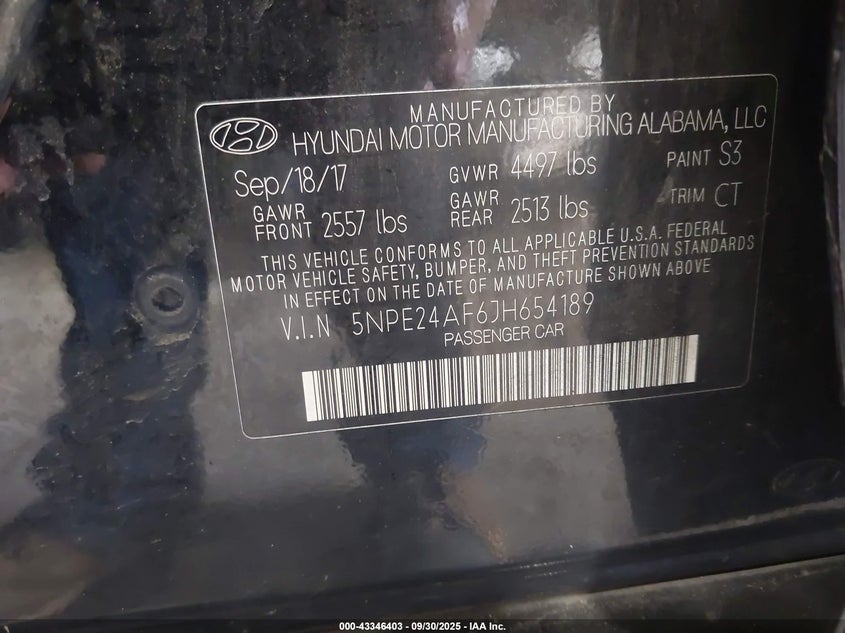 MANUFACTURED BY
HYUNDAI MOTOR MANUFACTURING ALABAMA, LLC
Sep/18/17 GVWR 4497 lbs PAINT S3
GAWR FRONT 2557 lbs GAWR REAR 2513 lbs TRIM CT
THIS VEHICLE CONFORMS TO ALL APPLICABLE U.S.A. FEDERAL
MOTOR VEHICLE SAFETY, BUMPER, AND THEFT PREVENTION STANDARDS
IN EFFECT ON THE DATE OF MANUFACTURE SHOWN ABOVE
V.I.N 5NPE24AF6JH654189
PASSENGER CAR
000-43346403 - 09/30/2025 - IAA Inc.